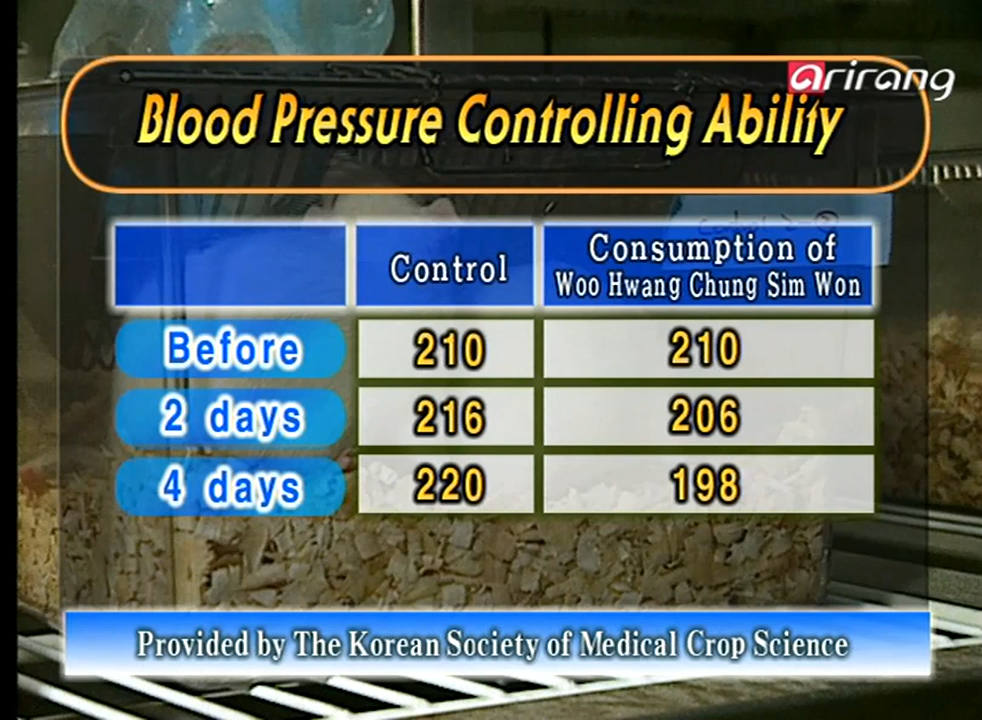 arirang
Blood Pressure Controlling Ability
Control
Consumption of
Woo Hwang Chung Sim Won
Before 210 210
2 days 216 206
4 days 220 198
Provided by The Korean Society of Medical Crop Science